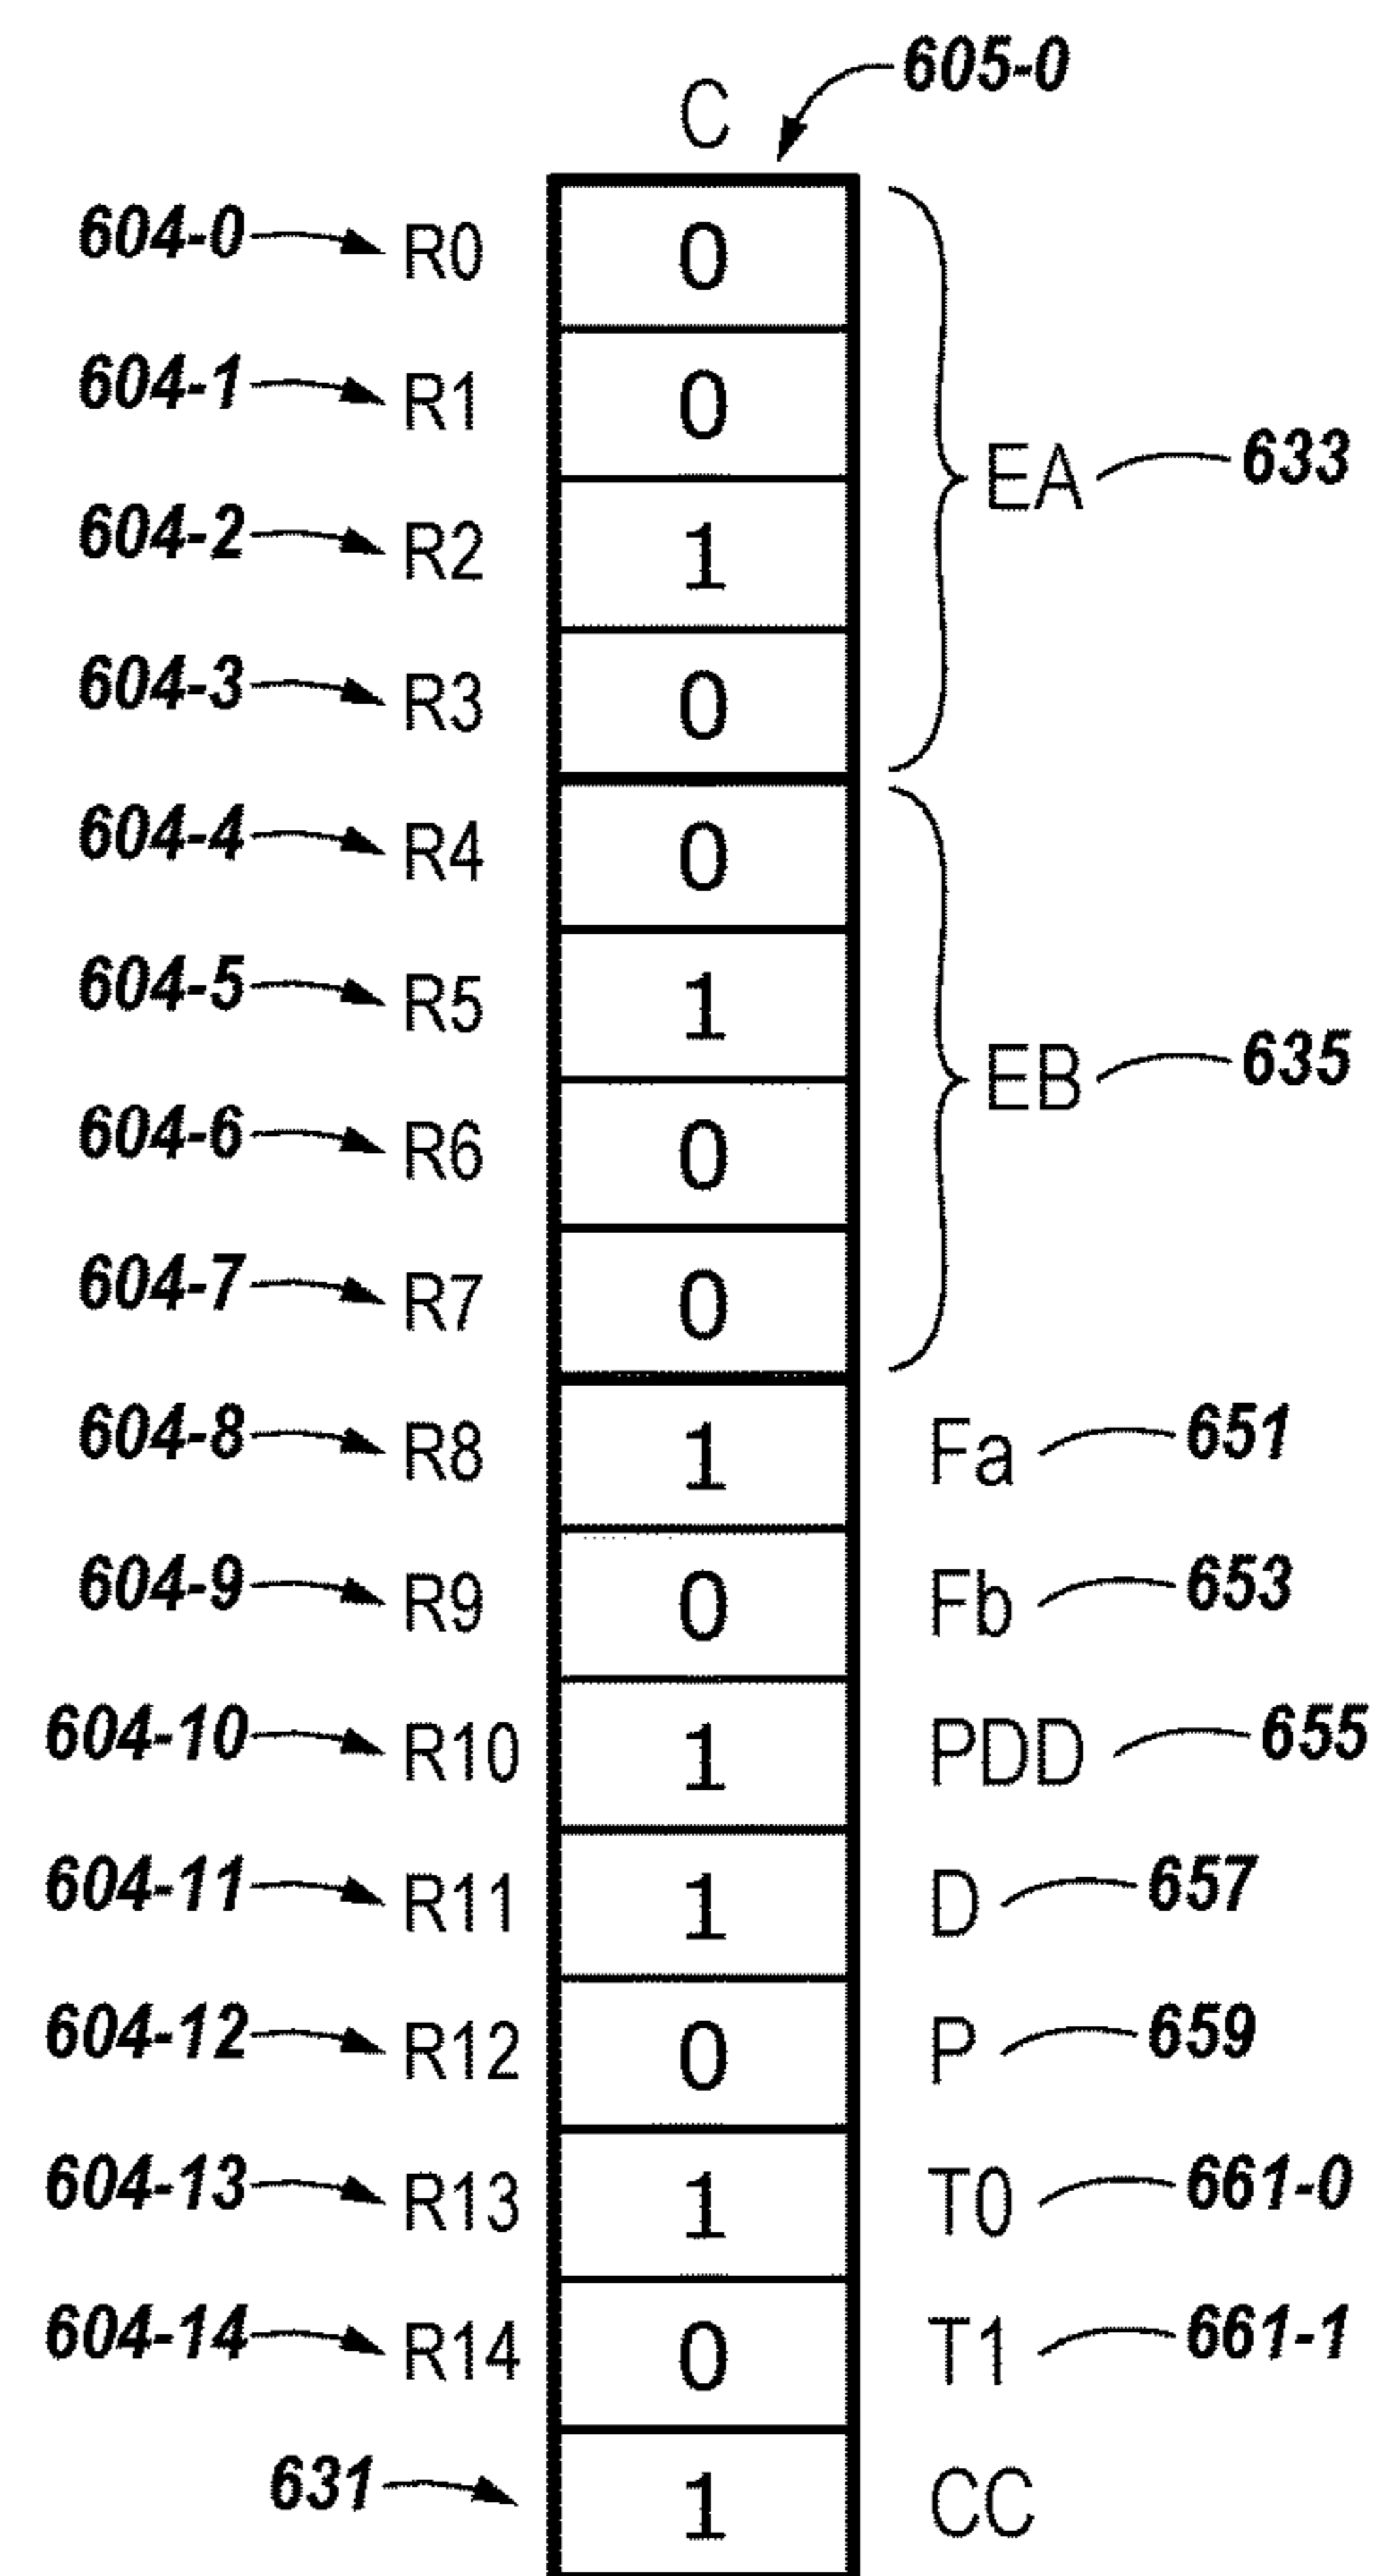 605-0
C
604-0 R0 0
604-1 R1 0
EA 633
604-2 R2 1
604-3 R3 0
604-4 R4 0
604-5 R5 1
EB 635
604-6 R6 0
604-7 R7 0
604-8 R8 1 Fa 651
604-9 R9 0 Fb 653
604-10 R10 1 PDD 655
604-11 R11 1 D 657
604-12 R12 0 P 659
604-13 R13 1 T0 661-0
604-14 R14 0 T1 661-1
631 1 CC